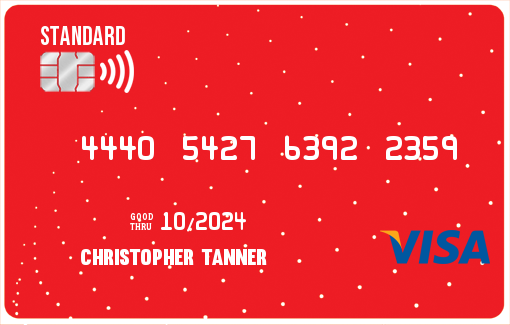 STANDARD
4440 5427 6392 2359
GOOD THRU 10/2024
CHRISTOPHER TANNER
VISA